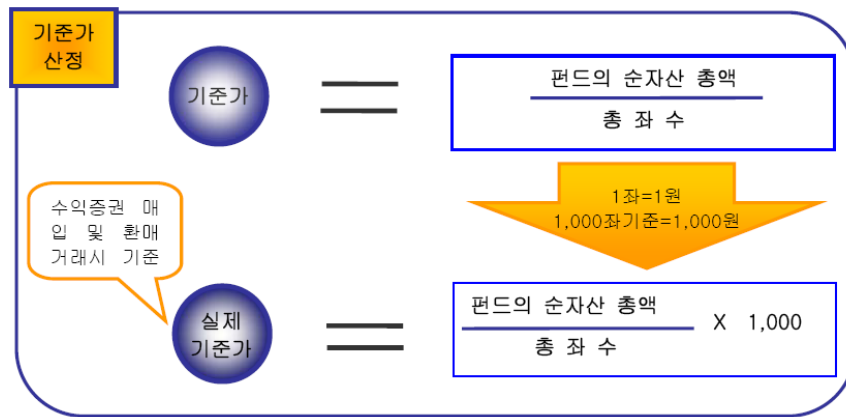 기준가
산정
기준가
펀드의 순자산 총액
총 좌 수
1좌=1원
1,000좌기준=1,000원
수익증권 매
입 및 환매
거래시 기준
실제
기준가
펀드의 순자산 총액
총 좌 수
X 1,000